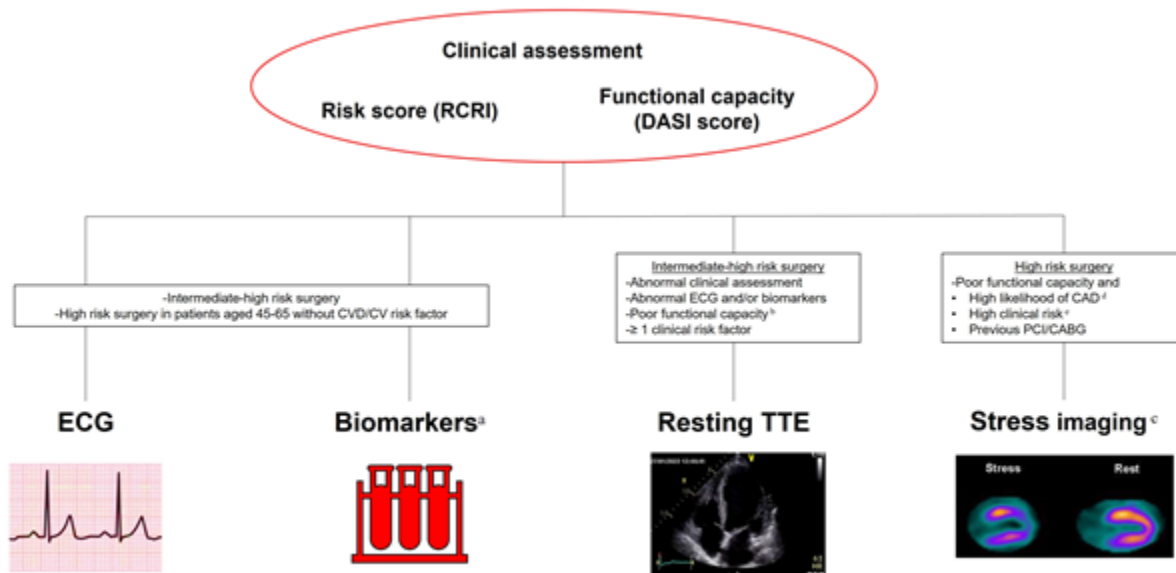 Clinical assessment
Risk score (RCRI)
Functional capacity
(DASI score)
-Intermediate-high risk surgery
-High risk surgery in patients aged 45-65 without CVD/CV risk factor
Intermediate-high risk surgery
-Abnormal clinical assessment
-Abnormal ECG and/or biomarkers
-Poor functional capacity b
-≥ 1 clinical risk factor
High risk surgery
-Poor functional capacity and
• High likelihood of CAD d
• High clinical risk e
• Previous PCI/CABG
ECG
Biomarkers a
Resting TTE
Stress imaging c
Stress
Rest